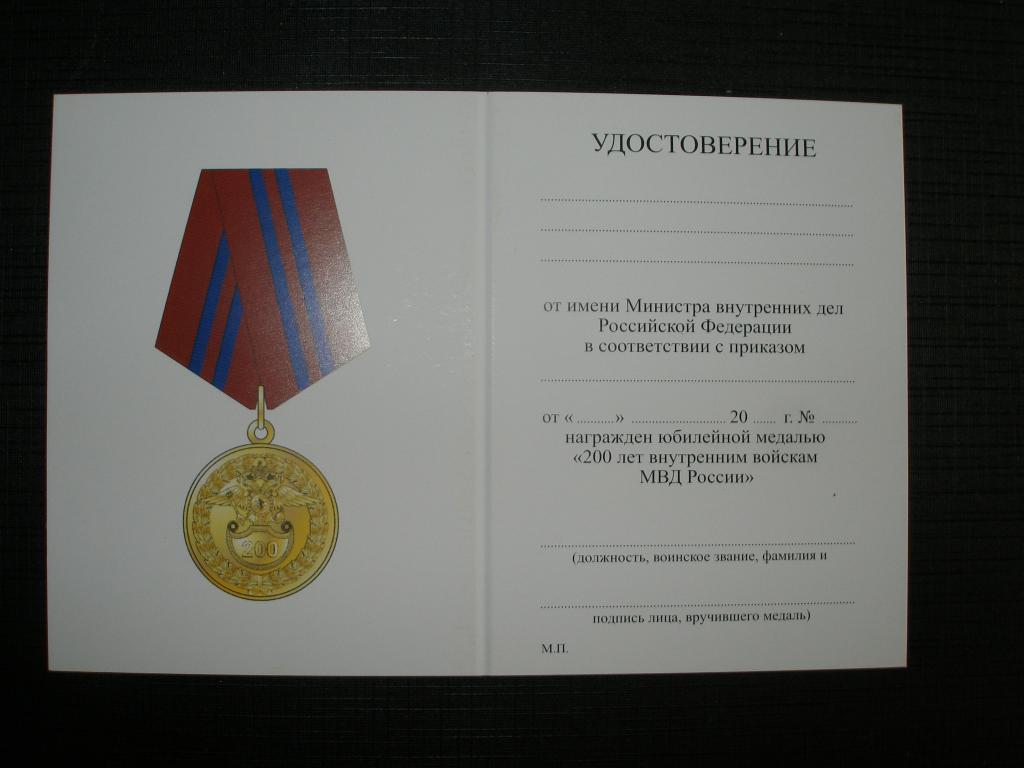 200
УДОСТОВЕРЕНИЕ
от имени Министра внутренних дел
Российской Федерации
в соответствии с приказом
от «...........» ........................... 20 ...... г. № ..........
награжден юбилейной медалью
«200 лет внутренним войскам
МВД России»
(должность, воинское звание, фамилия и
подпись лица, вручившего медаль)
М.П.